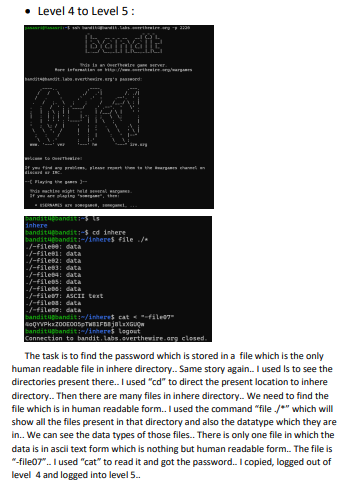 • Level 4 to Level 5 :
$ ssh bandit4@bandit.labs.overthewire.org -p 2220
This is an OverTheWire game server.
More information on http://www.overthewire.org/wargames
bandit4@bandit.labs.overthewire.org's password:
www. ver he ire.org
Welcome to OverTheWire!
If you find any problems, please report them to the #wargames channel on
discord or IRC.
--[ Playing the games ]--
This machine might hold several wargames.
If you are playing "somegame", then:
* USERNAMES are somegame0, somegame1, ...
bandit4@bandit:~$ ls
inhere
bandit4@bandit:~$ cd inhere
bandit4@bandit:~/inhere$ file ./*
./-file00: data
./-file01: data
./-file02: data
./-file03: data
./-file04: data
./-file05: data
./-file06: data
./-file07: ASCII text
./-file08: data
./-file09: data
bandit4@bandit:~/inhere$ cat < "-file07"
bandit4@bandit:~/inhere$ logout
Connection to bandit.labs.overthewire.org closed.
The task is to find the password which is stored in a file which is the only
human readable file in inhere directory.. Same story again.. I used ls to see the
directories present there.. I used "cd" to direct the present location to inhere
directory.. Then there are many files in inhere directory.. We need to find the
file which is in human readable form.. I used the command "file ./*" which will
show all the files present in that directory and also the datatype which they are
in.. We can see the data types of those files.. There is only one file in which the
data is in ascii text form which is nothing but human readable form.. The file is
"-file07".. I used "cat" to read it and got the password.. I copied, logged out of
level 4 and logged into level 5..